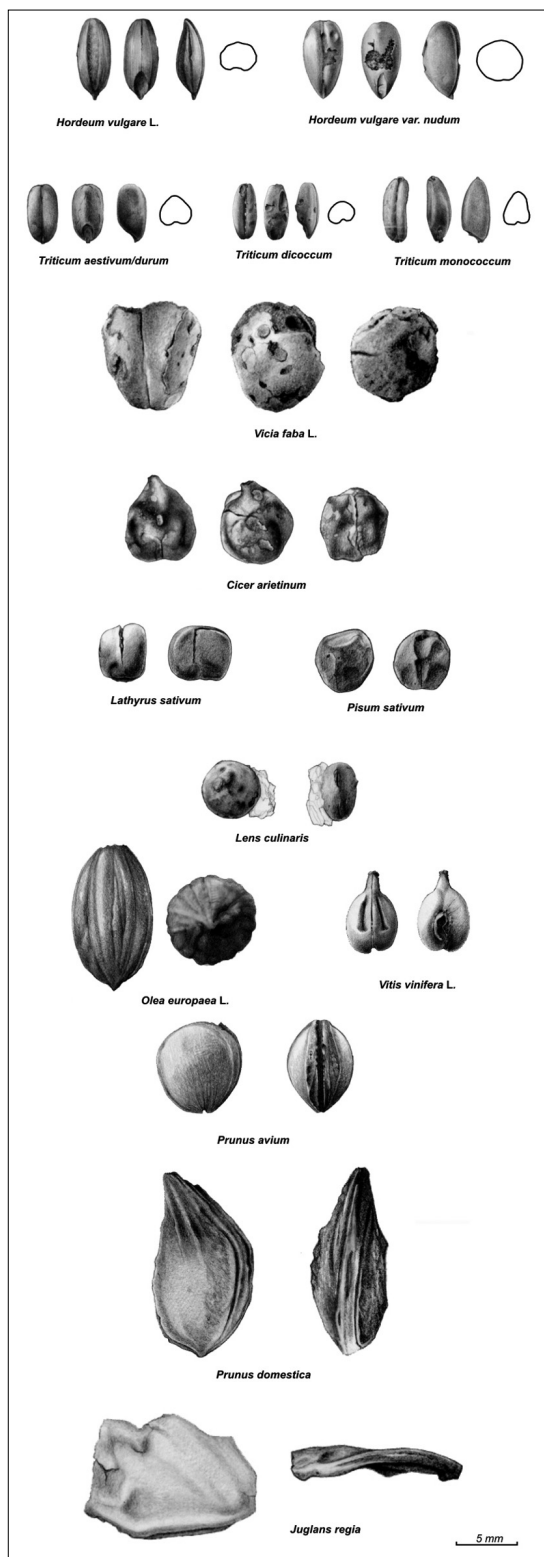 Hordeum vulgare L.
Hordeum vulgare var. nudum
Triticum aestivum/durum
Triticum dicoccum
Triticum monococcum
Vicia faba L.
Cicer arietinum
Lathyrus sativum
Pisum sativum
Lens culinaris
Olea europaea L.
Vitis vinifera L.
Prunus avium
Prunus domestica
Juglans regia
5 mm